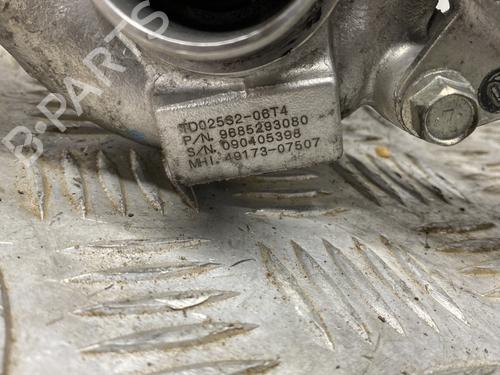 TD025S2-06T4
P/N. 9685293080
S/N. 090405398
MHI. 49173-07507
B-PARTS